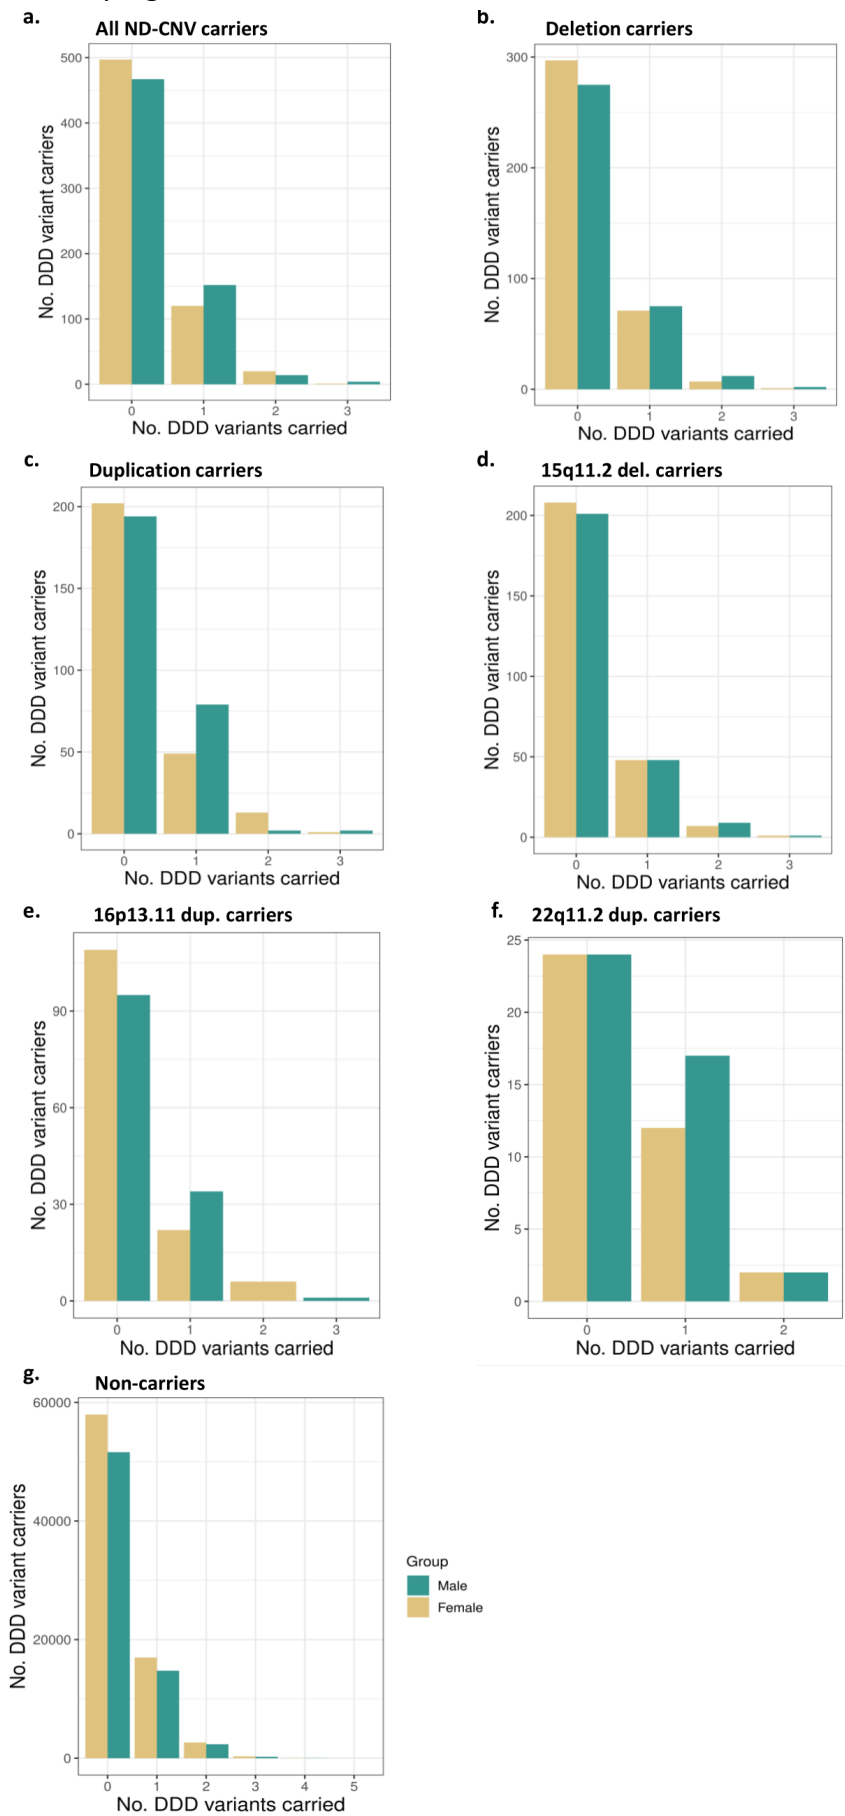 a.
All ND-CNV carriers
No. DDD variant carriers
500
400
300
200
100
0
0 1 2 3
No. DDD variants carried
b.
Deletion carriers
No. DDD variant carriers
300
200
100
0
0 1 2 3
No. DDD variants carried
c.
Duplication carriers
No. DDD variant carriers
200
150
100
50
0
0 1 2 3
No. DDD variants carried
d.
15q11.2 del. carriers
No. DDD variant carriers
200
150
100
50
0
0 1 2 3
No. DDD variants carried
e.
16p13.11 dup. carriers
No. DDD variant carriers
90
60
30
0
0 1 2 3
No. DDD variants carried
f.
22q11.2 dup. carriers
No. DDD variant carriers
25
20
15
10
5
0
0 1 2
No. DDD variants carried
g.
Non-carriers
No. DDD variant carriers
60000
40000
20000
0
0 1 2 3 4 5
No. DDD variants carried
Group
Male
Female